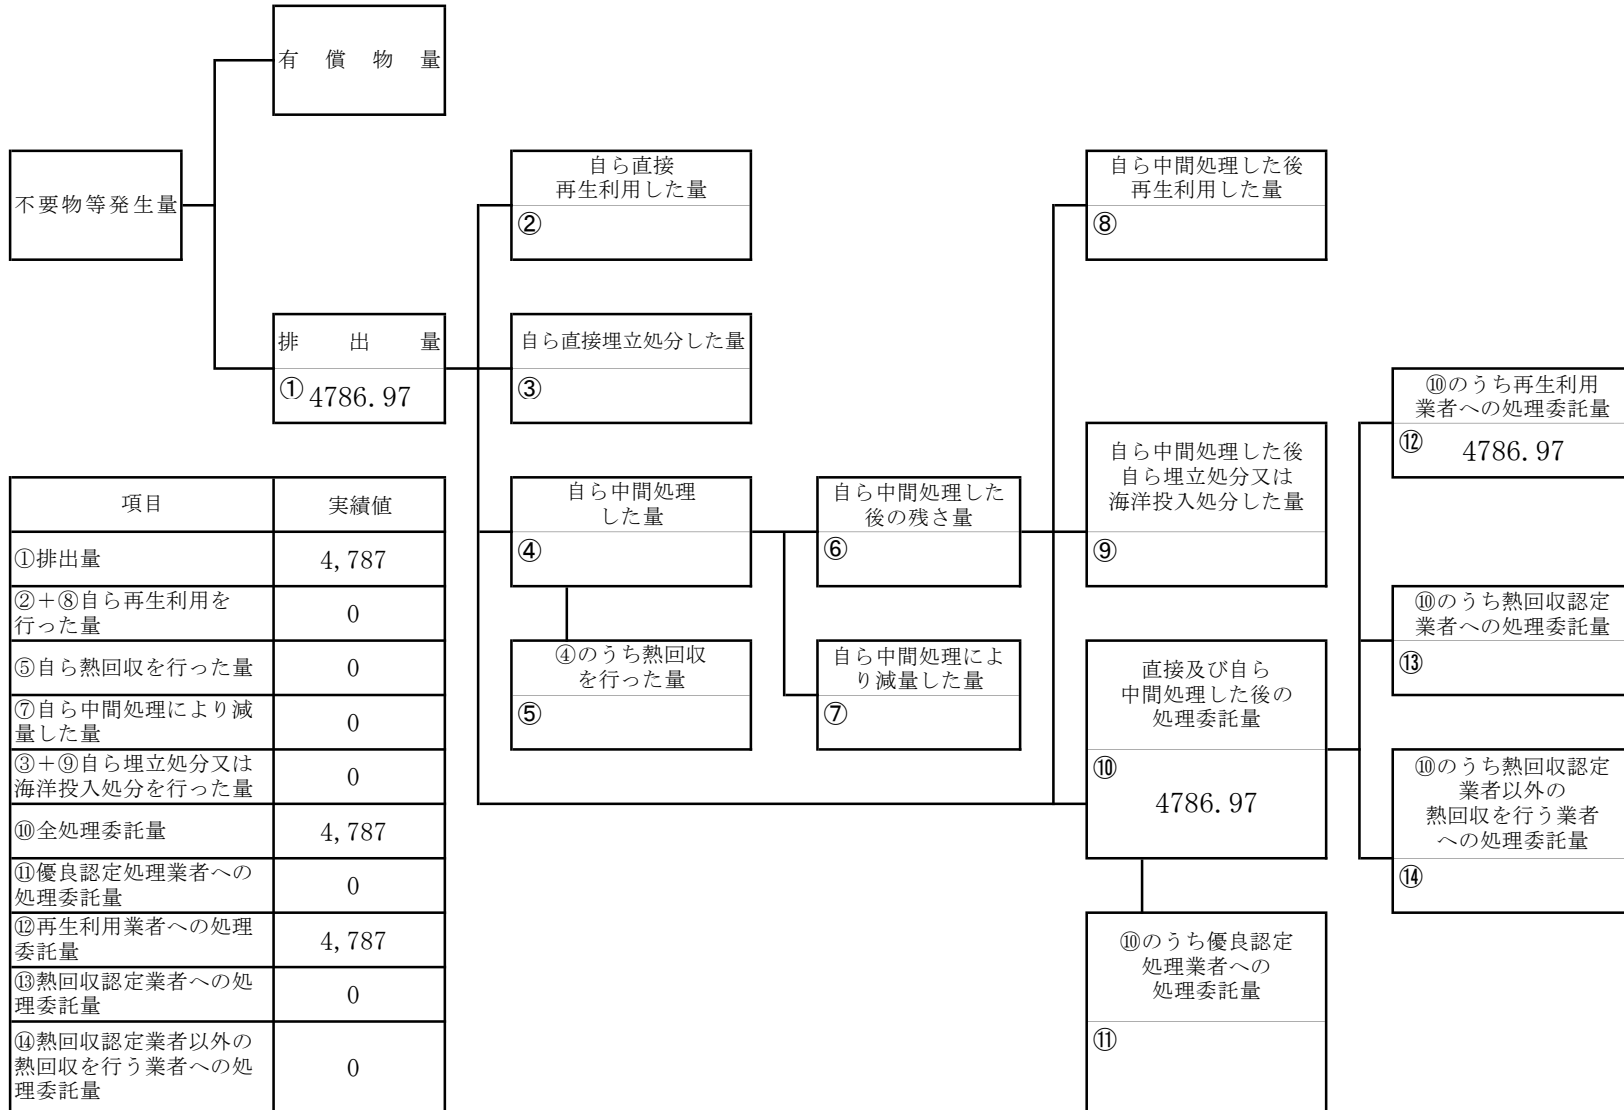 有償物量
不要物等発生量
排出量
①4786.97
自ら直接
再生利用した量
②
自ら直接埋立処分した量
③
自ら中間処理
した量
④
④のうち熱回収
を行った量
⑤
自ら中間処理した
後の残さ量
⑥
自ら中間処理によ
り減量した量
⑦
自ら中間処理した後
再生利用した量
⑧
自ら中間処理した後
自ら埋立処分又は
海洋投入処分した量
⑨
直接及び自ら
中間処理した後の
処理委託量
⑩
4786.97
⑩のうち優良認定
処理業者への
処理委託量
⑪
⑩のうち再生利用
業者への処理委託量
⑫ 4786.97
⑩のうち熱回収認定
業者への処理委託量
⑬
⑩のうち熱回収認定
業者以外の
熱回収を行う業者
への処理委託量
⑭
項目 実績値
①排出量 4,787
②+⑧自ら再生利用を
行った量 0
⑤自ら熱回収を行った量 0
⑦自ら中間処理により減
量した量 0
③+⑨自ら埋立処分又は
海洋投入処分を行った量 0
⑩全処理委託量 4,787
⑪優良認定処理業者への
処理委託量 0
⑫再生利用業者への処理
委託量 4,787
⑬熱回収認定業者への処
理委託量 0
⑭熱回収認定業者以外の
熱回収を行う業者への処
理委託量 0